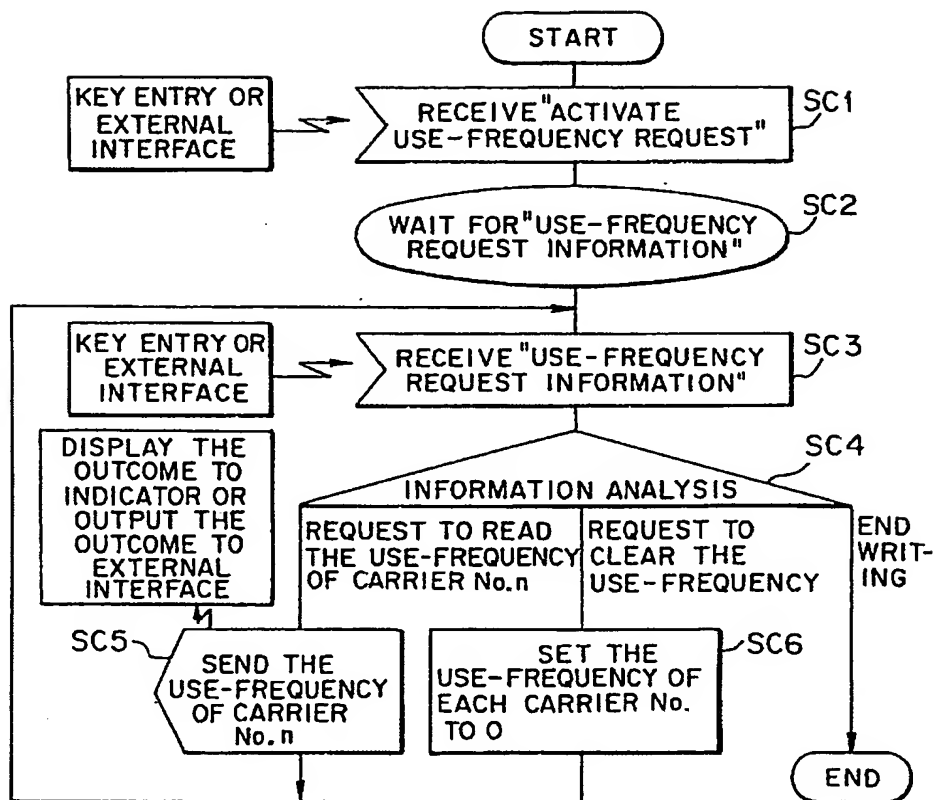 START
KEY ENTRY OR
EXTERNAL
INTERFACE
RECEIVE "ACTIVATE
USE-FREQUENCY REQUEST"
SC1
WAIT FOR "USE-FREQUENCY
REQUEST INFORMATION"
SC2
KEY ENTRY OR
EXTERNAL
INTERFACE
RECEIVE "USE-FREQUENCY
REQUEST INFORMATION"
SC3
DISPLAY THE
OUTCOME TO
INDICATOR OR
OUTPUT THE
OUTCOME TO
EXTERNAL
INTERFACE
INFORMATION ANALYSIS
SC4
REQUEST TO READ
THE USE-FREQUENCY
OF CARRIER No.n
REQUEST TO
CLEAR THE
USE-FREQUENCY
END
WRIT-
ING
SC5
SEND THE
USE-FREQUENCY
OF CARRIER
No.n
SET THE
USE-FREQUENCY OF
EACH CARRIER No.
TO 0
SC6
END